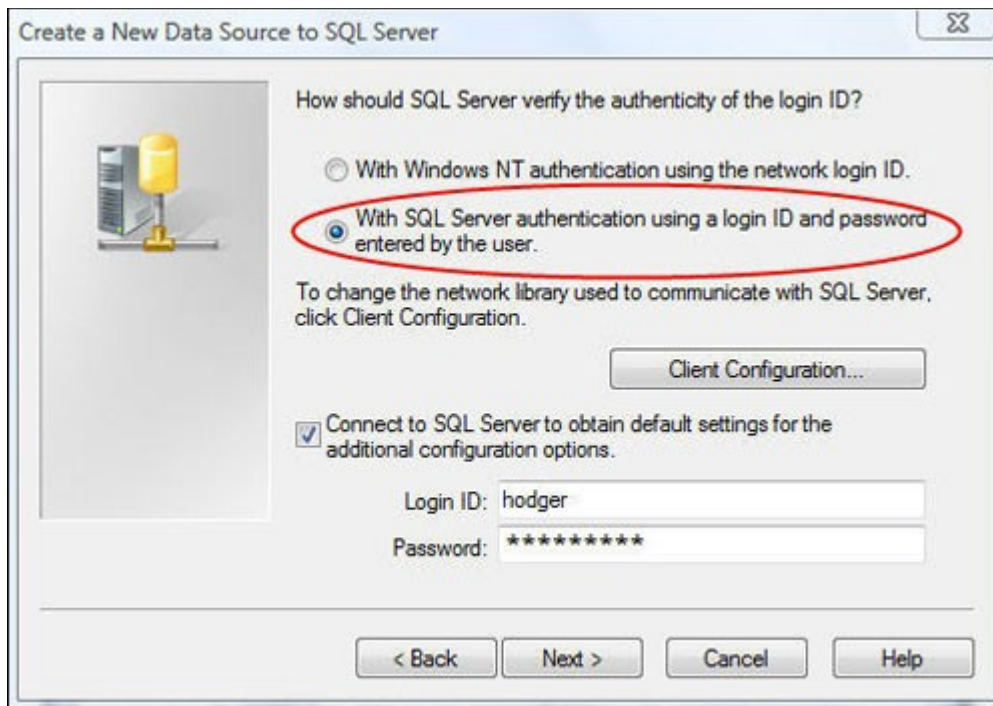 Create a New Data Source to SQL Server
How should SQL Server verify the authenticity of the login ID?
With Windows NT authentication using the network login ID.
With SQL Server authentication using a login ID and password
entered by the user.
To change the network library used to communicate with SQL Server,
click Client Configuration.
Client Configuration...
Connect to SQL Server to obtain default settings for the
additional configuration options.
Login ID: hodger
Password: *********
< Back Next > Cancel Help